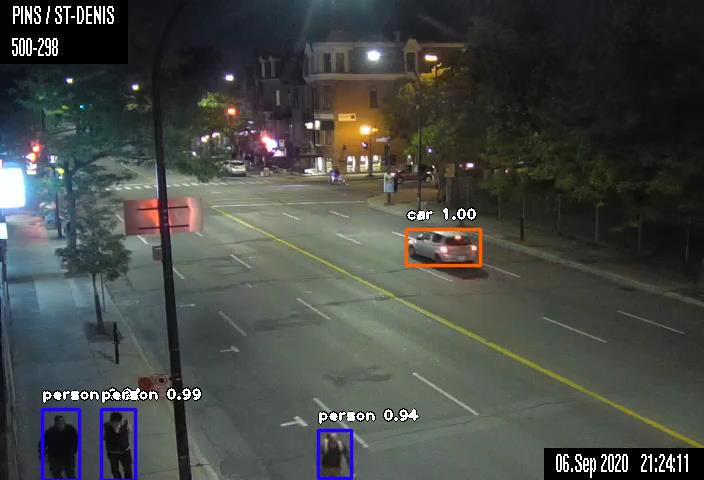 PINS / ST-DENIS
500-298
car 1.00
person
person 0.99
person 0.94
06.Sep 2020 21:24:11